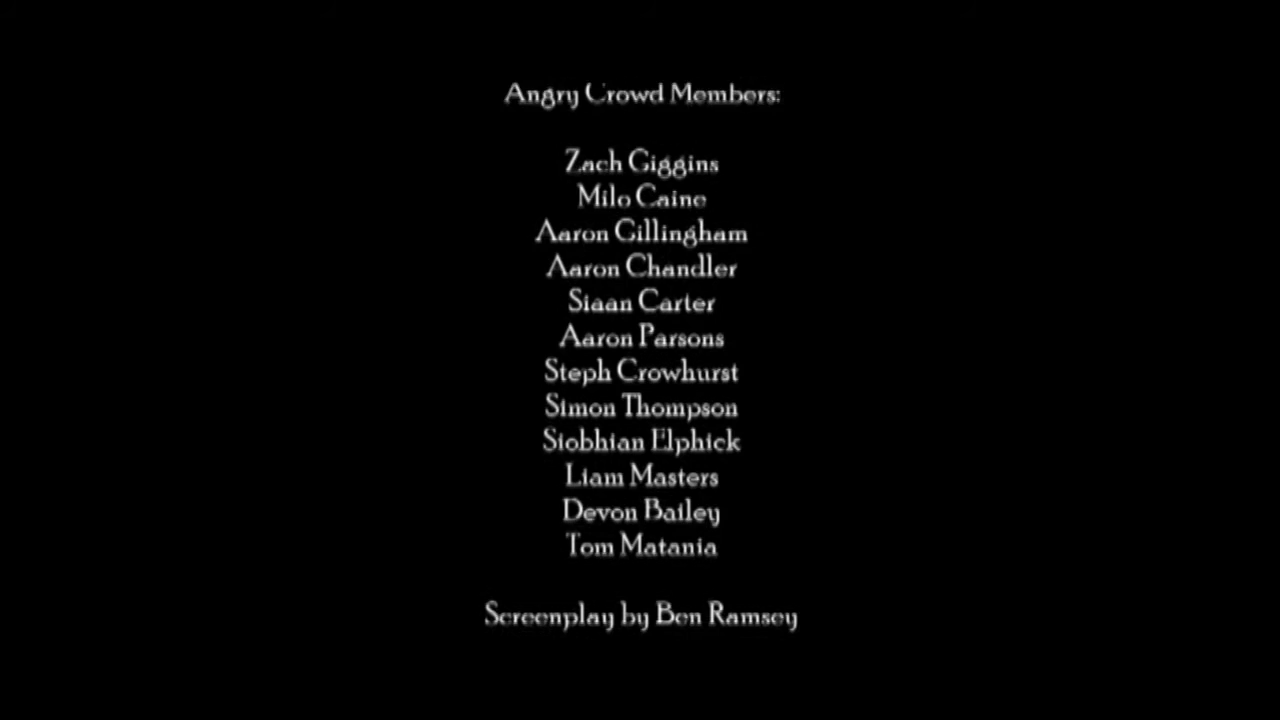 Angry Crowd Members:
Zach Giggins
Milo Caine
Aaron Gillingham
Aaron Chandler
Siaan Carter
Aaron Parsons
Steph Crowhurst
Simon Thompson
Siobhian Elphick
Liam Masters
Devon Bailey
Tom Matania
Screenplay by Ben Ramsey